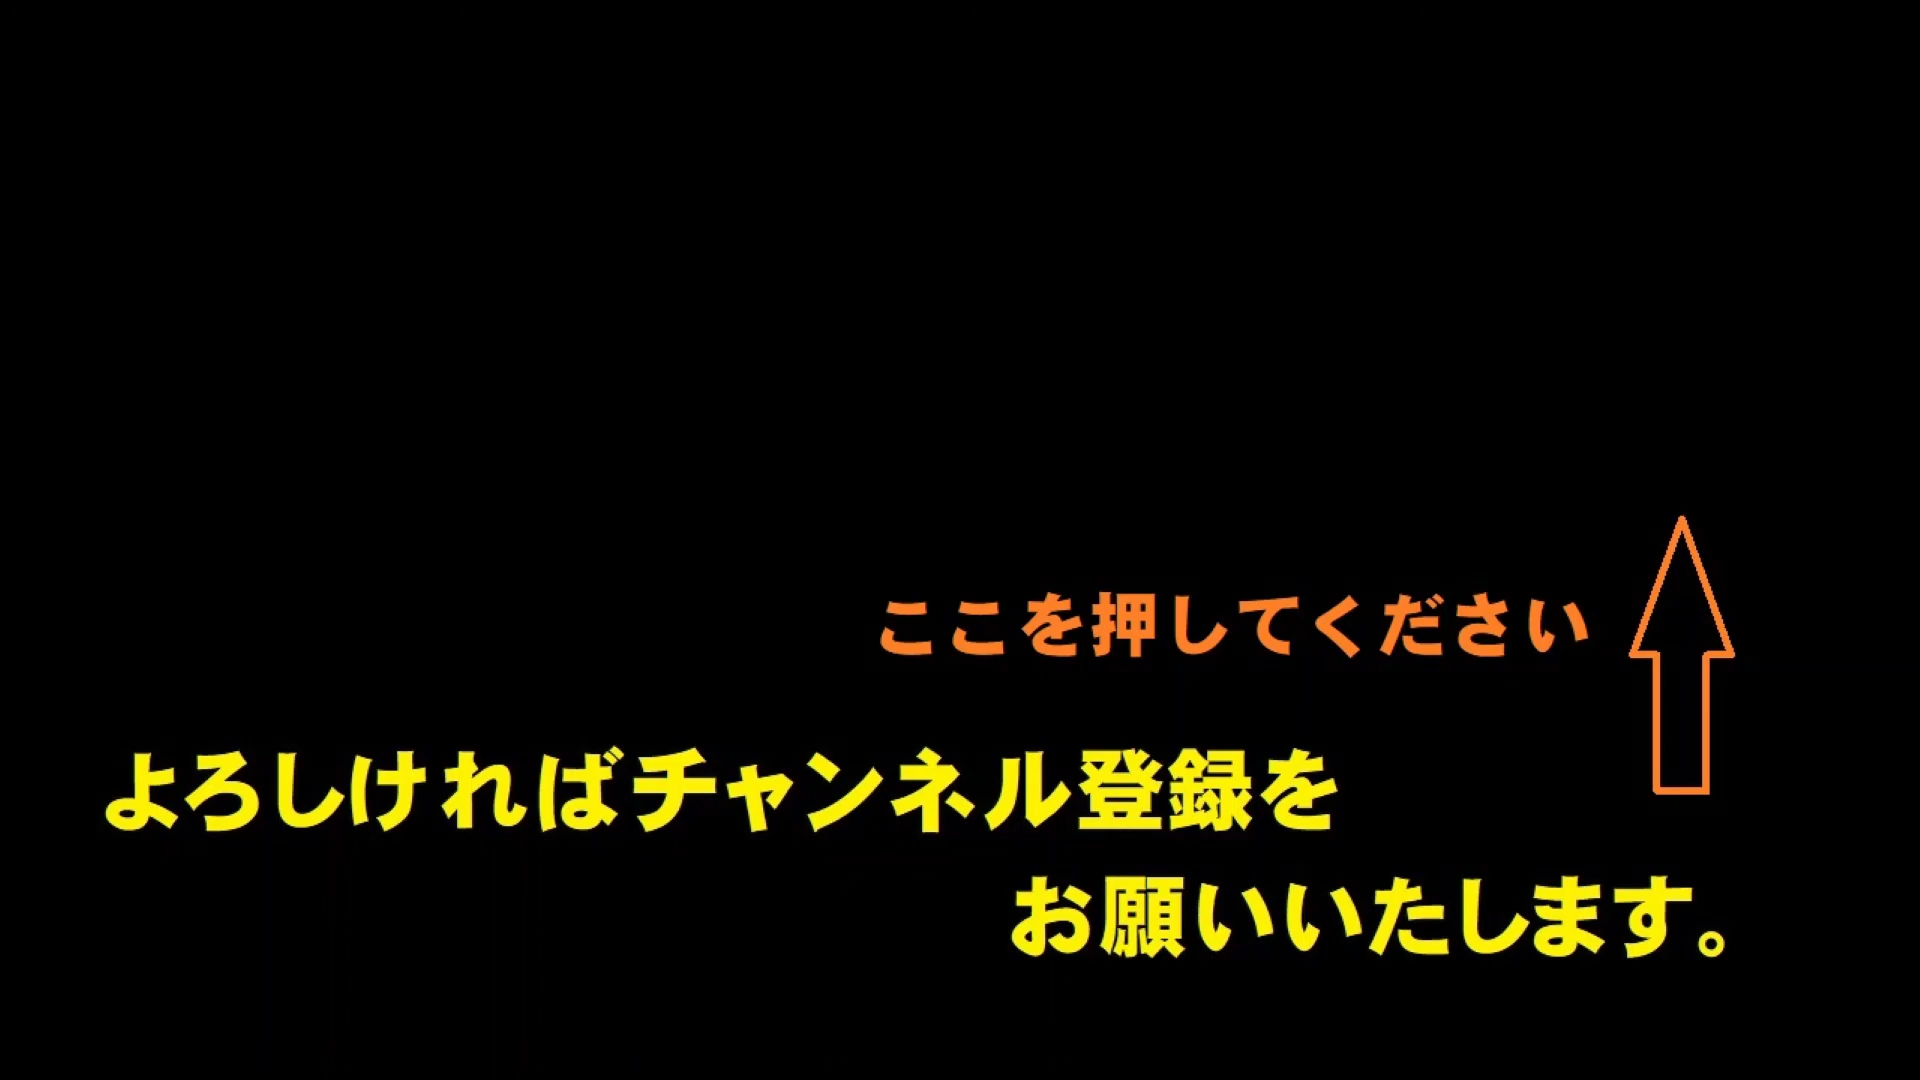 ここを押してください
よろしければチャンネル登録を
お願いいたします。